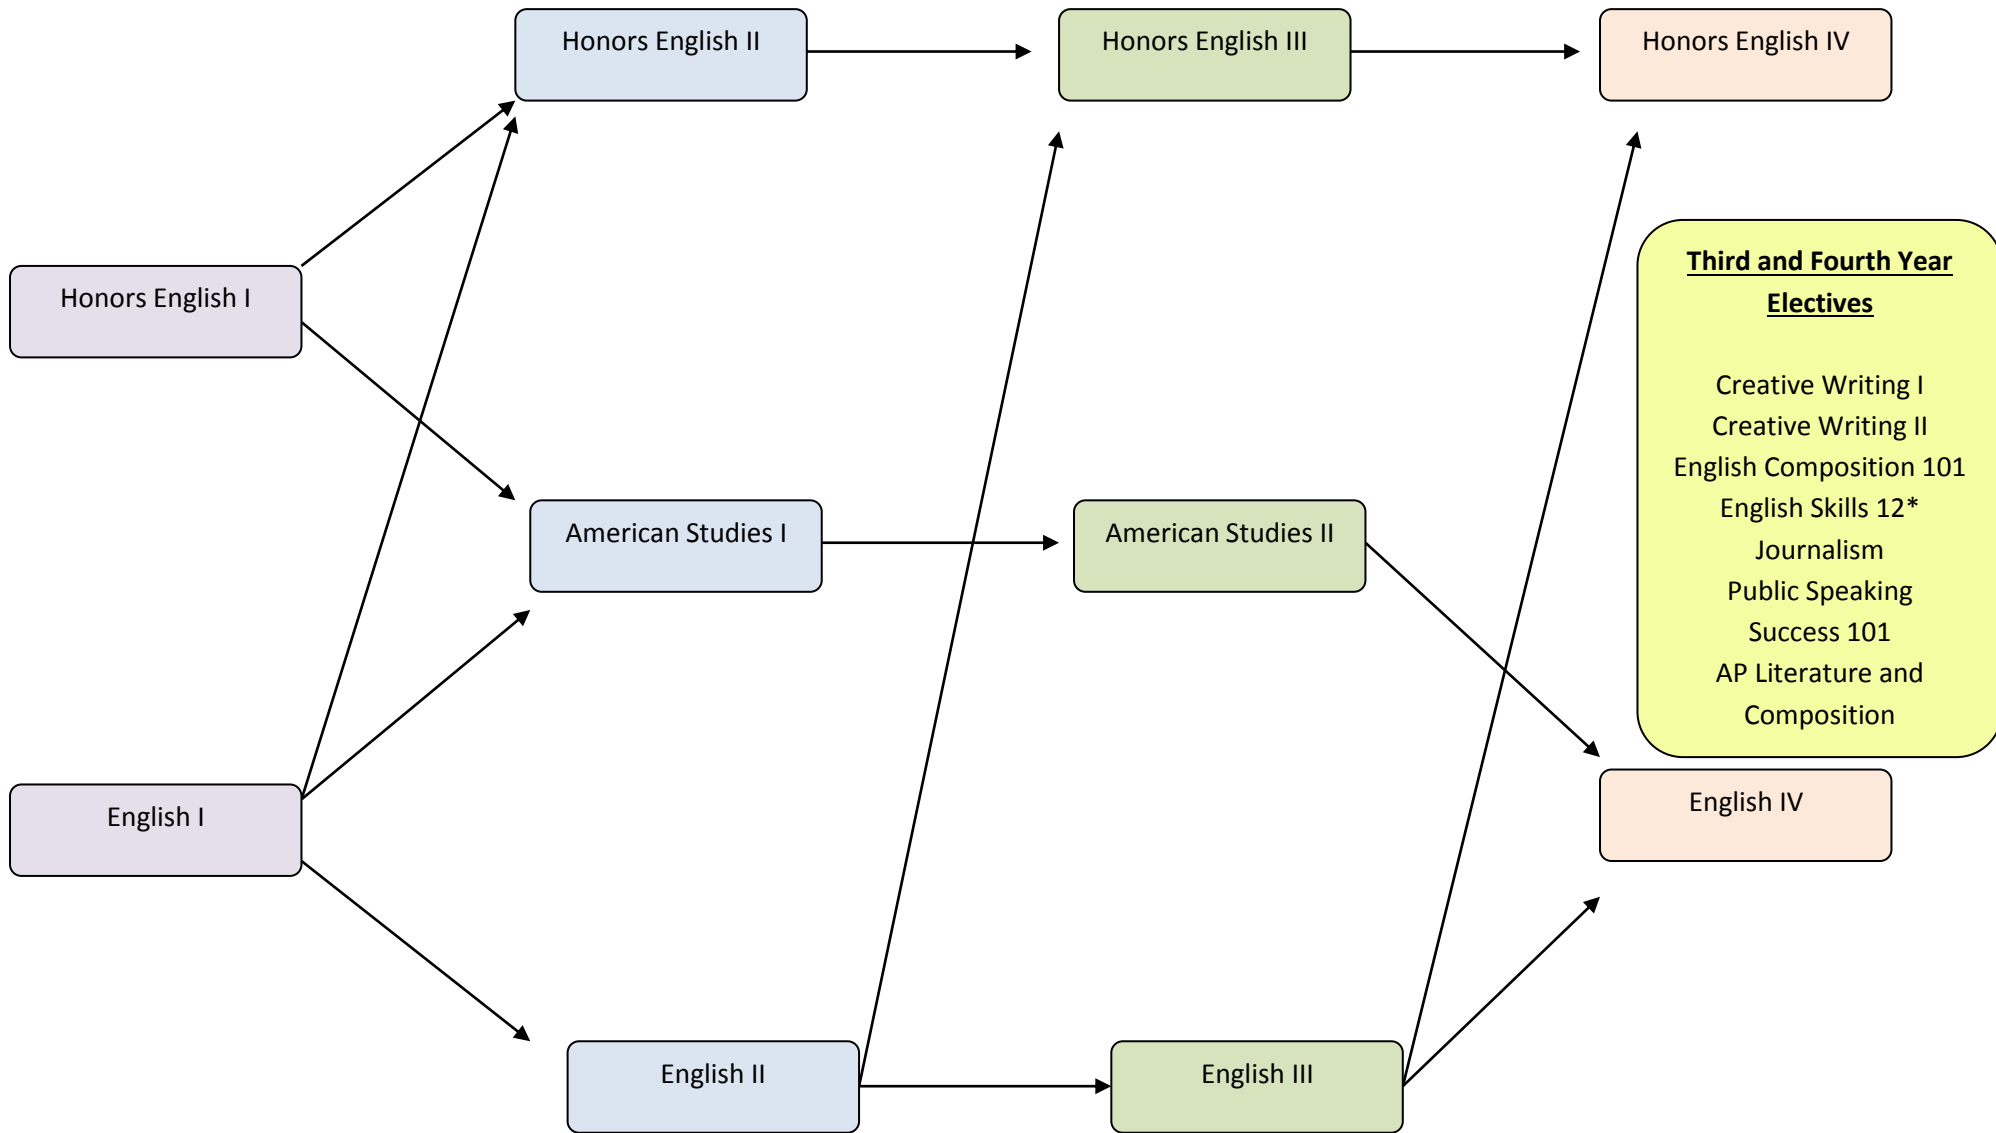 Honors English II
Honors English III
Honors English IV
Honors English I
Third and Fourth Year
Electives
Creative Writing I
Creative Writing II
English Composition 101
English Skills 12*
Journalism
Public Speaking
Success 101
AP Literature and
Composition
American Studies I
American Studies II
English I
English IV
English II
English III